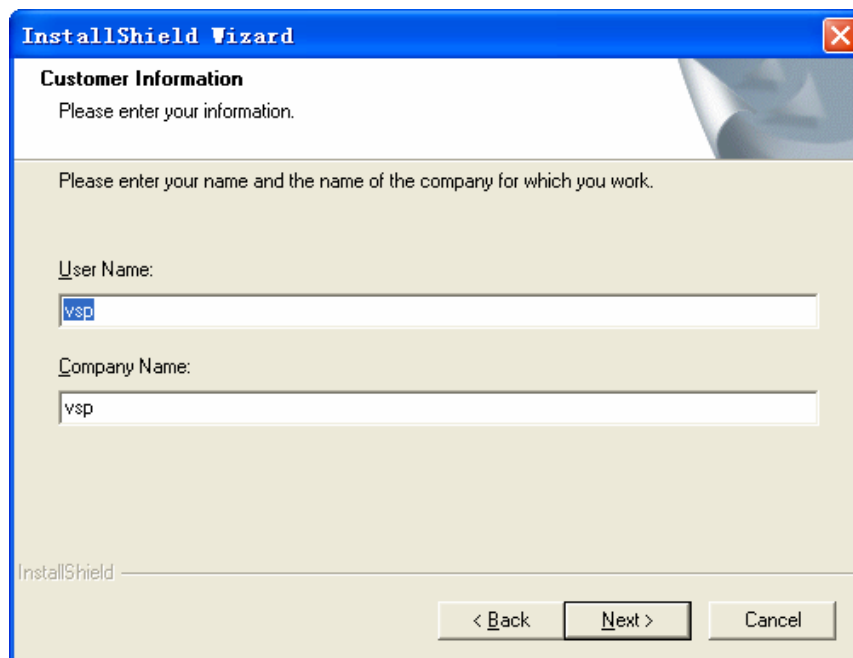 InstallShield Wizard
Customer Information
Please enter your information.
Please enter your name and the name of the company for which you work.
User Name:
vsp
Company Name:
vsp
InstallShield
< Back Next > Cancel